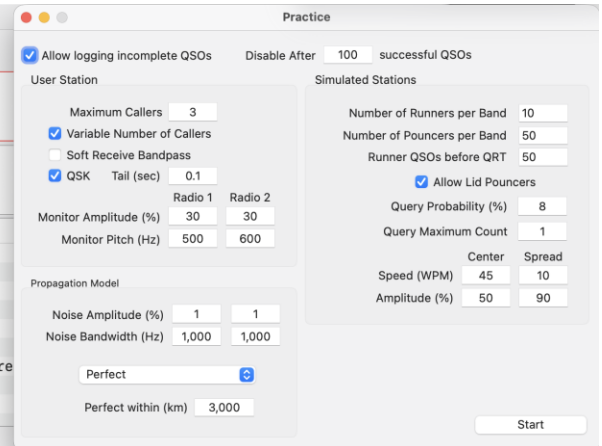 Practice
Allow logging incomplete QSOs
Disable After 100 successful QSOs
User Station
Maximum Callers 3
Variable Number of Callers
Soft Receive Bandpass
QSK Tail (sec) 0.1
Radio 1 Radio 2
Monitor Amplitude (%) 30 30
Monitor Pitch (Hz) 500 600
Propagation Model
Noise Amplitude (%) 1 1
Noise Bandwidth (Hz) 1,000 1,000
Perfect
Perfect within (km) 3,000
Simulated Stations
Number of Runners per Band 10
Number of Pouncers per Band 50
Runner QSOs before QRT 50
Allow Lid Pouncers
Query Probability (%) 8
Query Maximum Count 1
Center Spread
Speed (WPM) 45 10
Amplitude (%) 50 90
Start
re